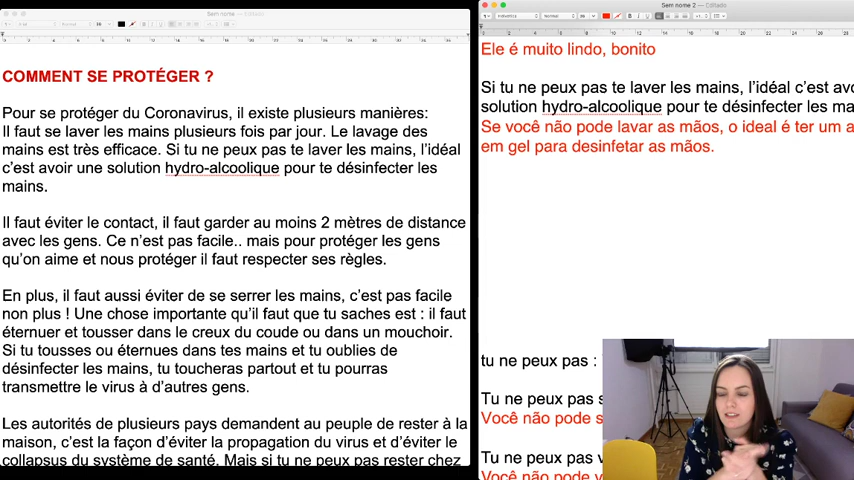 Sem nome — Editado
COMMENT SE PROTÉGER ?
Pour se protéger du Coronavirus, il existe plusieurs manières:
Il faut se laver les mains plusieurs fois par jour. Le lavage des
mains est très efficace. Si tu ne peux pas te laver les mains, l’idéal
c’est avoir une solution hydro-alcoolique pour te désinfecter les
mains.
Il faut éviter le contact, il faut garder au moins 2 mètres de distance
avec les gens. Ce n’est pas facile.. mais pour protéger les gens
qu’on aime et nous protéger il faut respecter ses règles.
En plus, il faut aussi éviter de se serrer les mains, c’est pas facile
non plus ! Une chose importante qu’il faut que tu saches est : il faut
éternuer et tousser dans le creux du coude ou dans un mouchoir.
Si tu tousses ou éternues dans tes mains et tu oublies de
désinfecter les mains, tu toucheras partout et tu pourras
transmettre le virus à d’autres gens.
Les autorités de plusieurs pays demandent au peuple de rester à la
maison, c’est la façon d’éviter la propagation du virus et d’éviter le
collapsus du système de santé. Mais si tu ne peux pas rester chez
Sem nome 2 — Editado
Ele é muito lindo, bonito
Si tu ne peux pas te laver les mains, l’idéal c’est avo
solution hydro-alcoolique pour te désinfecter les ma
Se você não pode lavar as mãos, o ideal é ter um a
em gel para desinfetar as mãos.
tu ne peux pas :
Tu ne peux pas s
Você não pode s
Tu ne peux pas v
Você não pode v